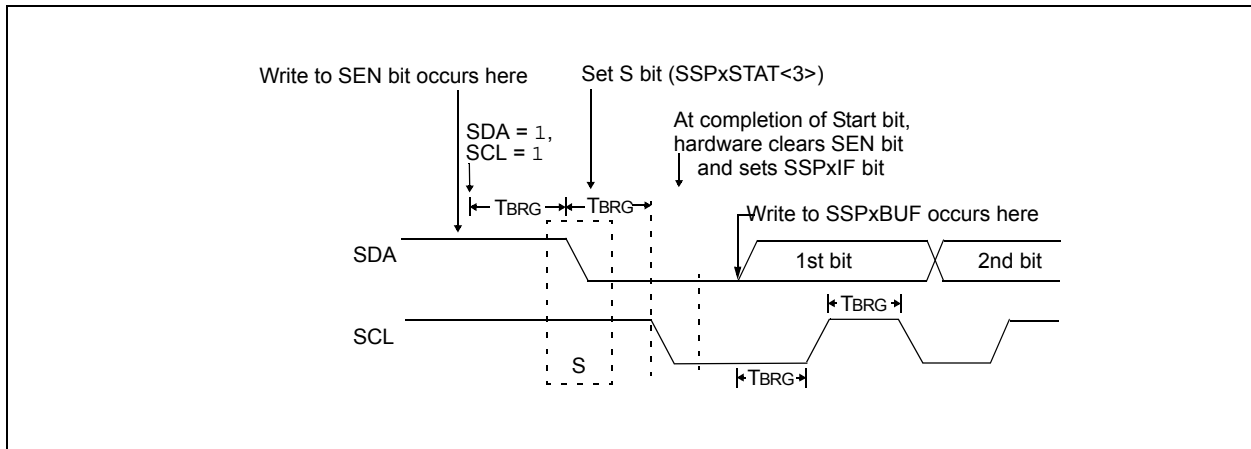 Write to SEN bit occurs here
Set S bit (SSPxSTAT<3>)
At completion of Start bit,
hardware clears SEN bit
and sets SSPxIF bit
SDA = 1,
SCL = 1
TBRG
TBRG
Write to SSPxBUF occurs here
SDA
1st bit
2nd bit
TBRG
SCL
S
TBRG